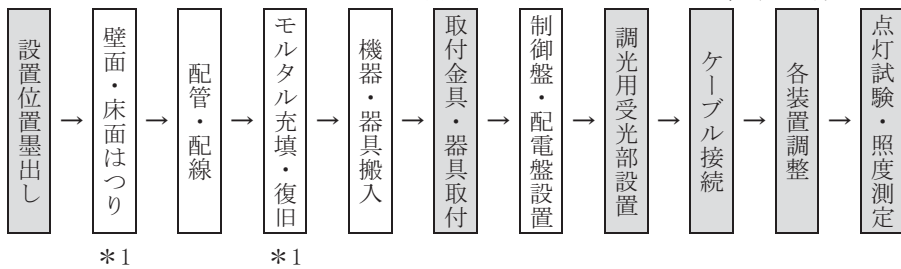 設置位置墨出し
→
壁面・床面はつり
→
配管・配線
→
モルタル充填・復旧
→
機器・器具搬入
→
取付金具・器具取付
→
制御盤・配電盤設置
→
調光用受光部設置
→
ケーブル接続
→
各装置調整
→
点灯試験・照度測定
＊1
＊1